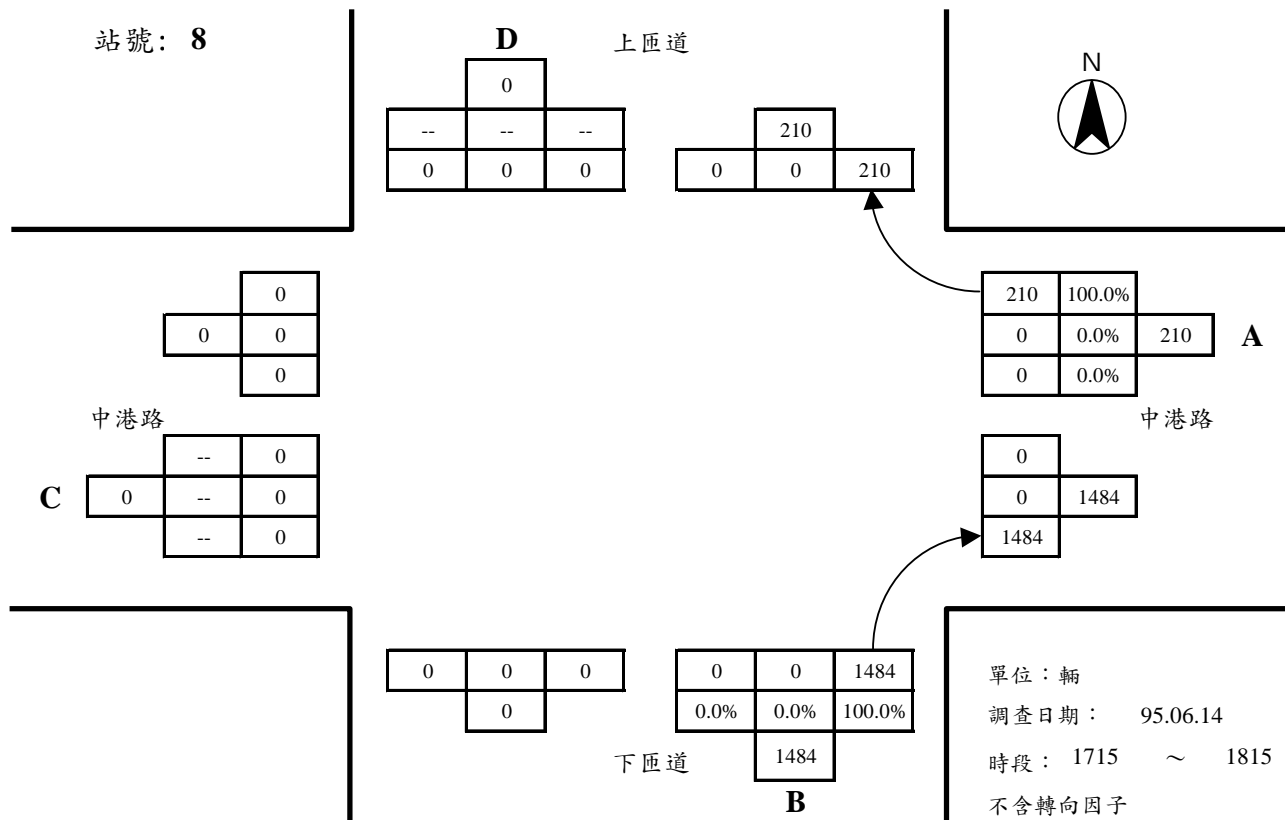 站號: 8
D
上匝道
N
0
-- -- --
0 0 0
210
0 0 210
0
0 0
0
210 100.0%
0 0.0% 210
0 0.0%
A
中港路
中港路
-- 0
0 -- 0
-- 0
C
0
0 1484
1484
0 0 0
0
0 0 1484
0.0% 0.0% 100.0%
1484
下匝道
B
單位：輛
調查日期： 95.06.14
時段： 1715 ～ 1815
不含轉向因子